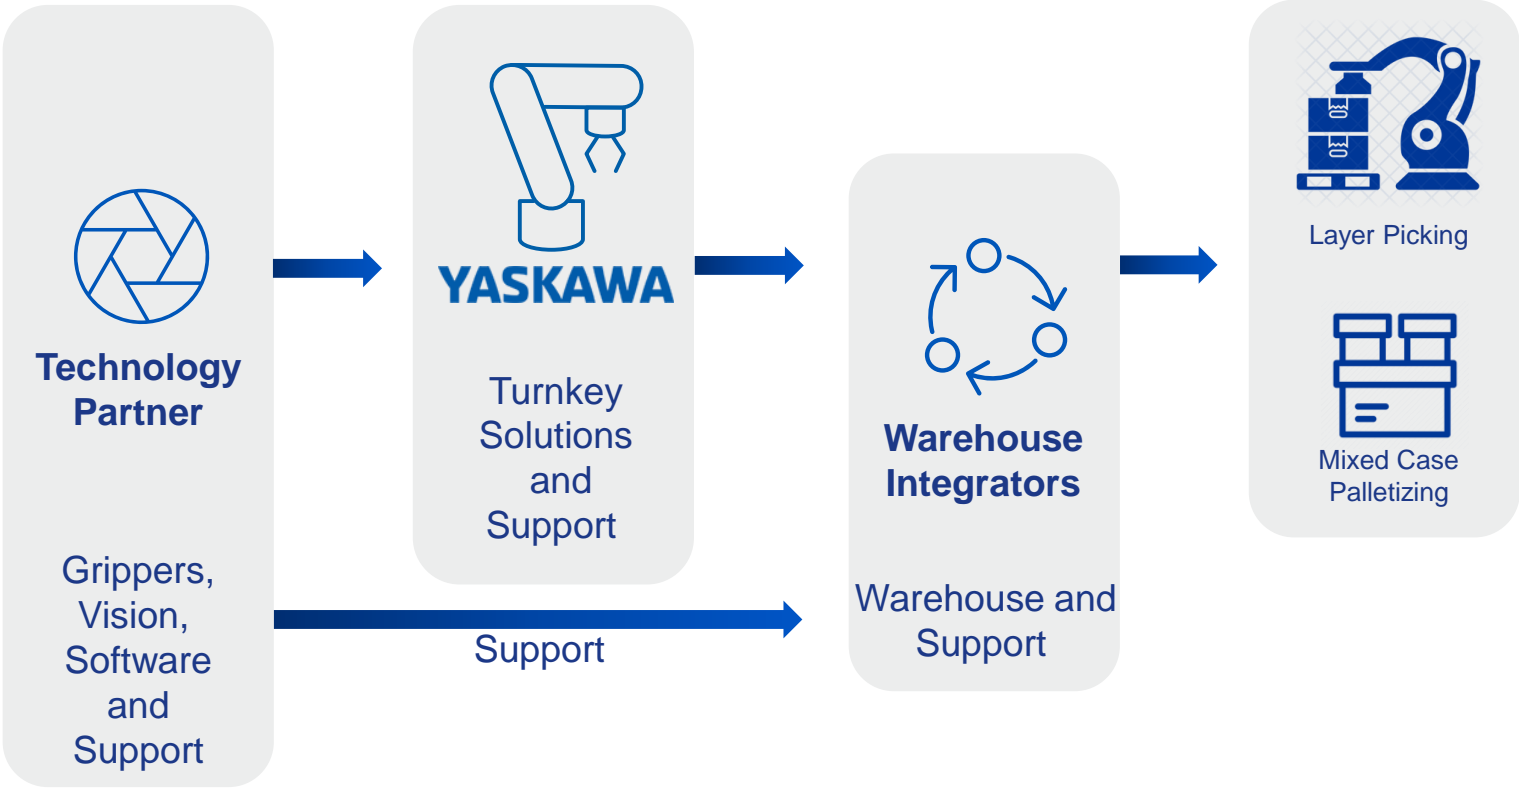 Technology
Partner
Grippers,
Vision,
Software
and
Support
YASKAWA
Turnkey
Solutions
and
Support
Support
Warehouse
Integrators
Warehouse and
Support
Layer Picking
Mixed Case
Palletizing